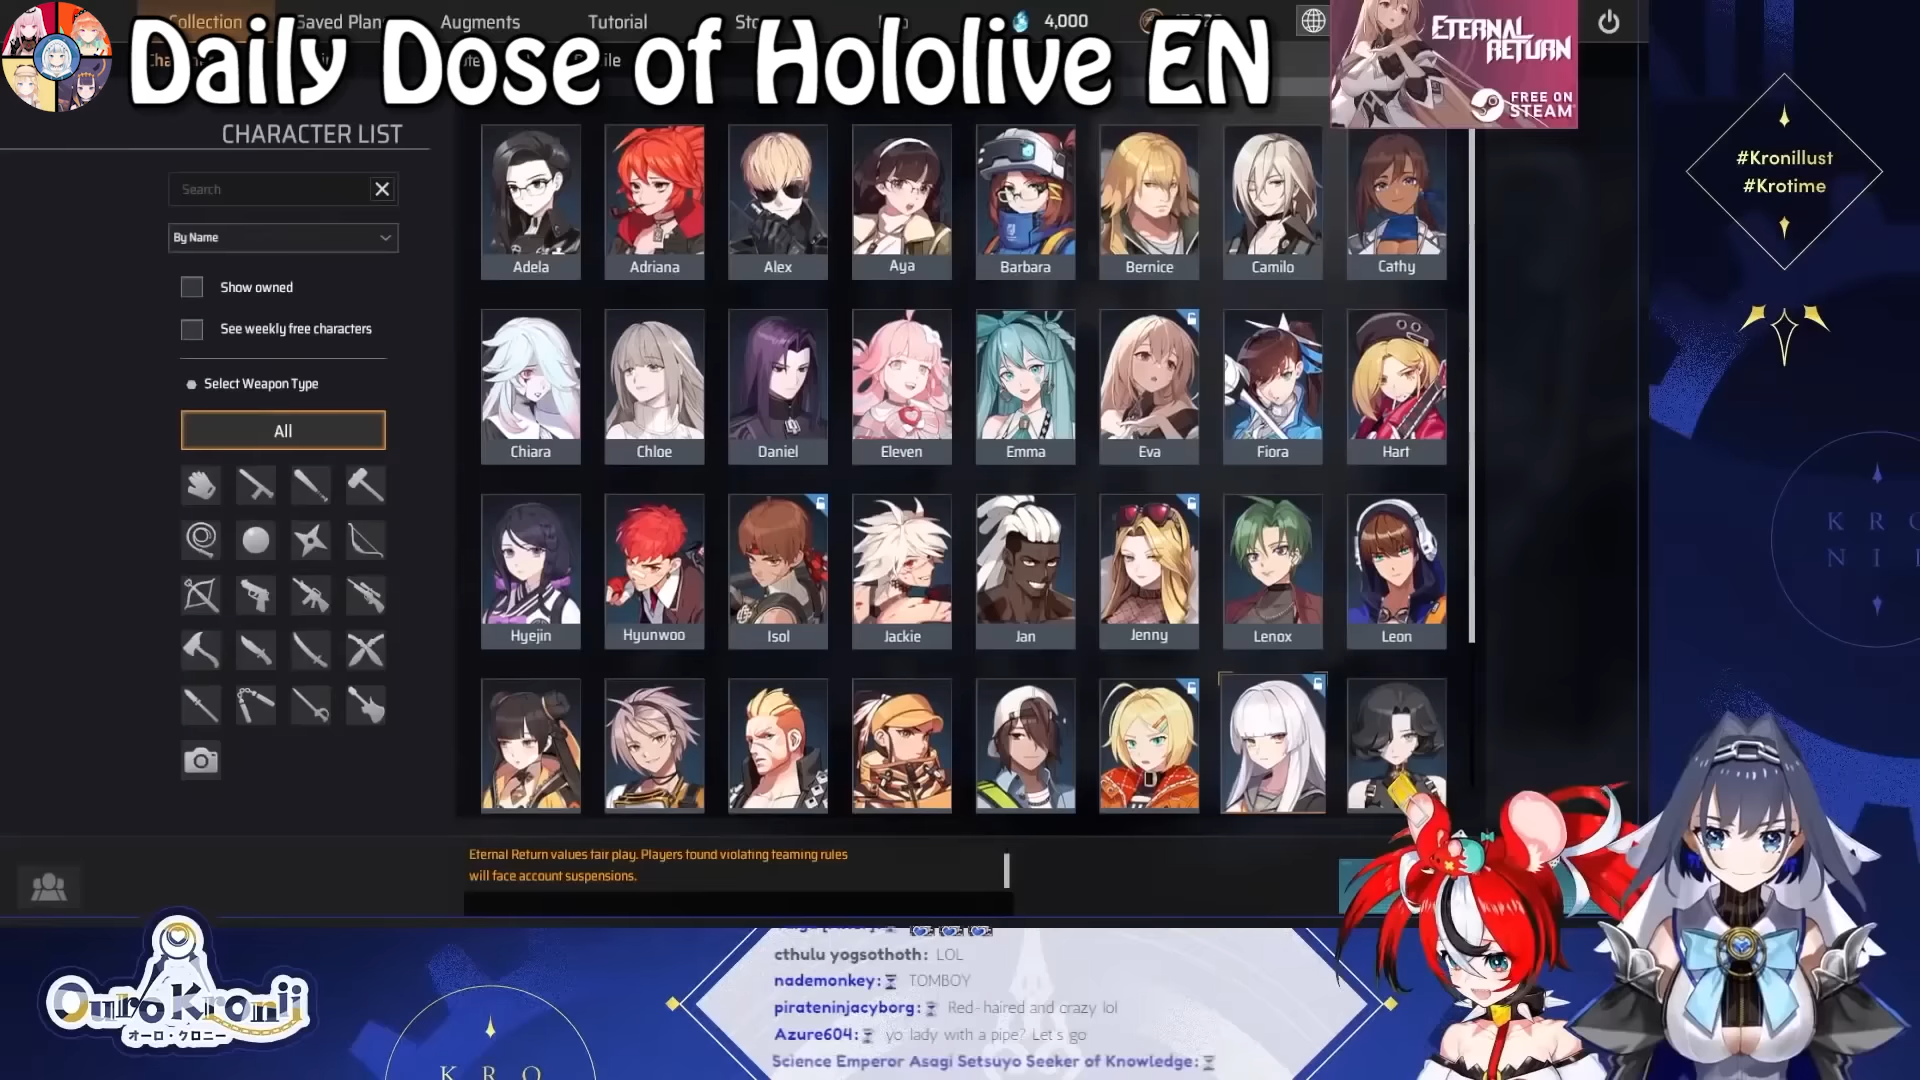 Collection
Saved Plan
Augments
Tutorial
4,000
Daily Dose of Hololive EN
ETERNAL RETURN
FREE ON STEAM
CHARACTER LIST
Search
By Name
Show owned
See weekly free characters
Select Weapon Type
All
Adela
Adriana
Alex
Aya
Barbara
Bernice
Camilo
Cathy
Chiara
Chloe
Daniel
Eleven
Emma
Eva
Fiora
Hart
Hyejin
Hyunwoo
Isol
Jackie
Jan
Jenny
Lenox
Leon
#Kronillust
#Krotime
K R O
N I I
Eternal Return values fair play. Players found violating teaming rules
will face account suspensions.
Ouro Kronii
オーロ・クロニー
K R O
cthulu yogsothoth: LOL
nademonkey: TOMBOY
pirateninjacyborg: Red-haired and crazy lol
Azure604: yo lady with a pipe? Let s go
Science Emperor Asagi Setsuyo Seeker of Knowledge: